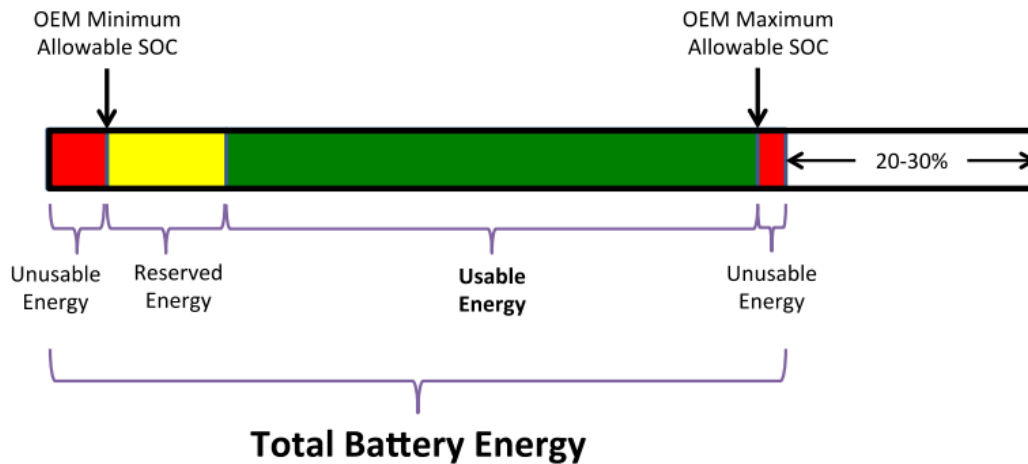 OEM Minimum
Allowable SOC
OEM Maximum
Allowable SOC
20-30%
Unusable
Energy
Reserved
Energy
Usable
Energy
Unusable
Energy
Total Battery Energy